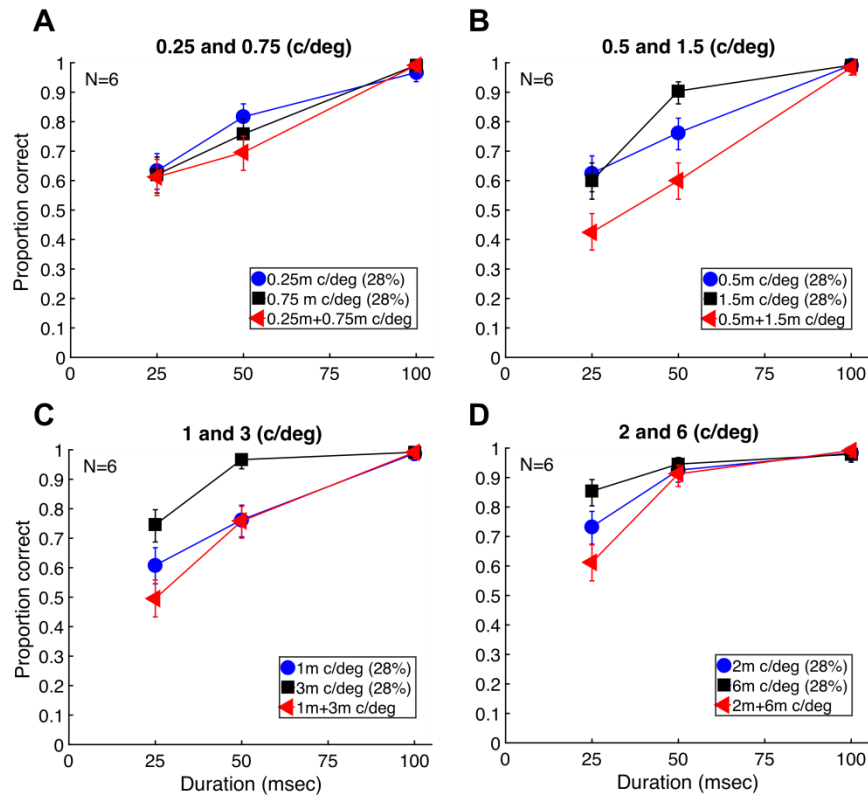 A
0.25 and 0.75 (c/deg)
1
0.9
0.8
0.7
0.6
0.5
0.4
0.3
0.2
0.1
0
N=6
Proportion correct
0.25m c/deg (28%)
0.75 m c/deg (28%)
0.25m+0.75m c/deg
0 25 50 75 100
B
0.5 and 1.5 (c/deg)
1
0.9
0.8
0.7
0.6
0.5
0.4
0.3
0.2
0.1
0
N=6
0.5m c/deg (28%)
1.5m c/deg (28%)
0.5m+1.5m c/deg
0 25 50 75 100
C
1 and 3 (c/deg)
1
0.9
0.8
0.7
0.6
0.5
0.4
0.3
0.2
0.1
0
N=6
Proportion correct
1m c/deg (28%)
3m c/deg (28%)
1m+3m c/deg
0 25 50 75 100
Duration (msec)
D
2 and 6 (c/deg)
1
0.9
0.8
0.7
0.6
0.5
0.4
0.3
0.2
0.1
0
N=6
2m c/deg (28%)
6m c/deg (28%)
2m+6m c/deg
0 25 50 75 100
Duration (msec)